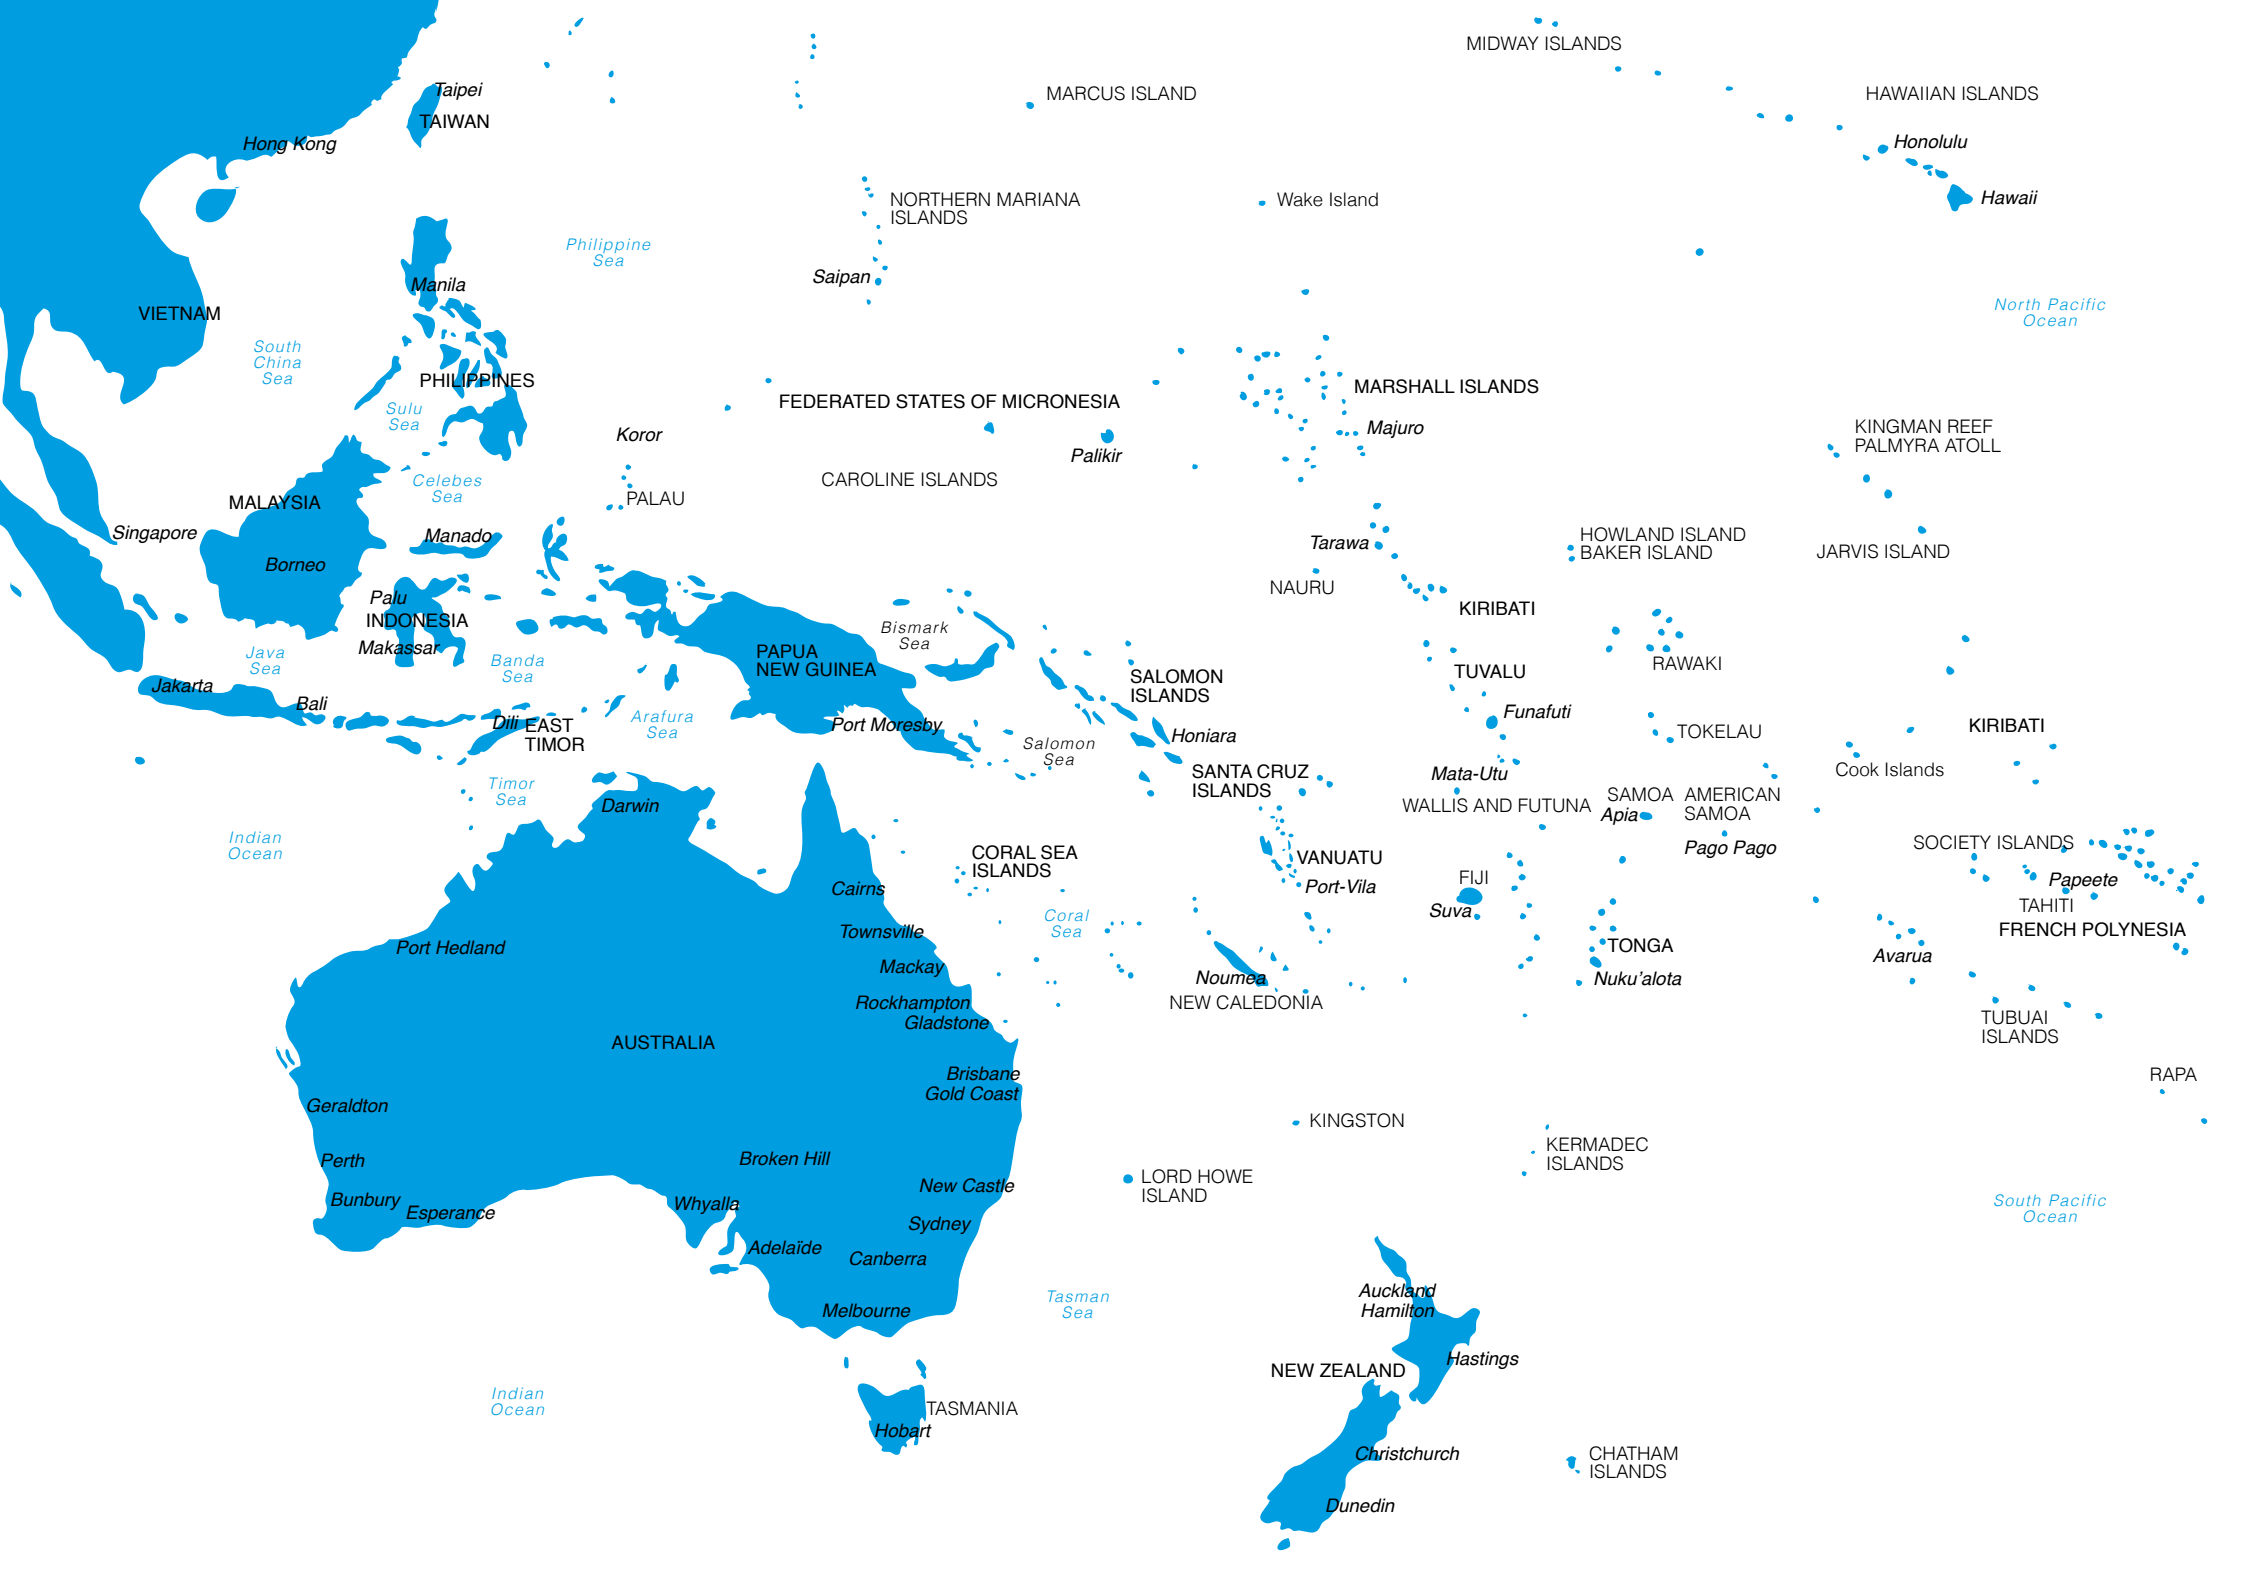 MIDWAY ISLANDS
Taipei
MARCUS ISLAND
HAWAIIAN ISLANDS
TAIWAN
Hong Kong
Honolulu
NORTHERN MARIANA
ISLANDS
Wake Island
Hawaii
Philippine
Sea
Saipan
Manila
North Pacific
Ocean
VIETNAM
South
China
Sea
PHILIPPINES
MARSHALL ISLANDS
FEDERATED STATES OF MICRONESIA
Sulu
Sea
Koror
Majuro
KINGMAN REEF
PALMYRA ATOLL
Palikir
CAROLINE ISLANDS
Celebes
Sea
PALAU
MALAYSIA
Singapore
Manado
Tarawa
HOWLAND ISLAND
BAKER ISLAND
JARVIS ISLAND
Borneo
NAURU
Palu
KIRIBATI
INDONESIA
Bismark
Sea
Makassar
Java
Sea
Banda
Sea
PAPUA
NEW GUINEA
RAWAKI
TUVALU
SALOMON
ISLANDS
Jakarta
Bali
Funafuti
Dili
EAST
TIMOR
Arafura
Sea
Port Moresby
Honiara
Salomon
Sea
TOKELAU
KIRIBATI
SANTA CRUZ
ISLANDS
Mata-Utu
Cook Islands
Timor
Sea
Darwin
WALLIS AND FUTUNA
SAMOA
Apia
AMERICAN
SAMOA
Indian
Ocean
Pago Pago
SOCIETY ISLANDS
CORAL SEA
ISLANDS
VANUATU
Port-Vila
FIJI
Suva
Papeete
TAHITI
FRENCH POLYNESIA
Cairns
Coral
Sea
Townsville
Port Hedland
TONGA
Avarua
Mackay
Noumea
NEW CALEDONIA
Nuku’alota
Rockhampton
Gladstone
TUBUAI
ISLANDS
AUSTRALIA
Brisbane
Gold Coast
RAPA
Geraldton
KINGSTON
KERMADEC
ISLANDS
Perth
Broken Hill
LORD HOWE
ISLAND
New Castle
Bunbury
Esperance
Whyalla
South Pacific
Ocean
Sydney
Adelaïde
Canberra
Auckland
Hamilton
Melbourne
Tasman
Sea
Hastings
NEW ZEALAND
Indian
Ocean
TASMANIA
Hobart
Christchurch
CHATHAM
ISLANDS
Dunedin